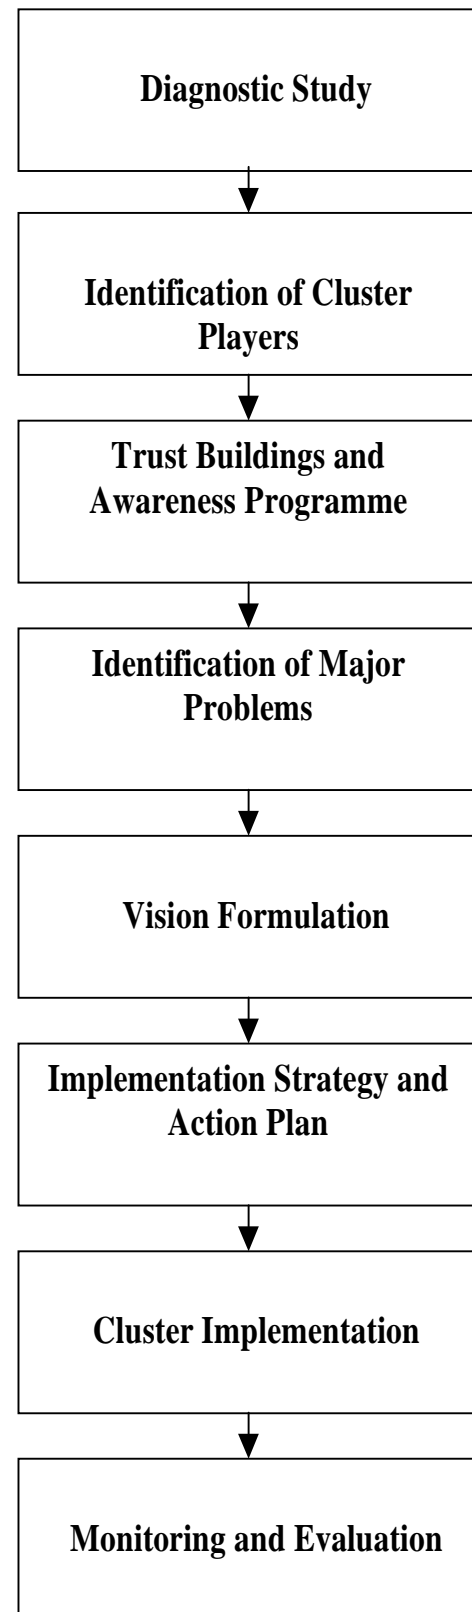 Diagnostic Study
Identification of Cluster
Players
Trust Buildings and
Awareness Programme
Identification of Major
Problems
Vision Formulation
Implementation Strategy and
Action Plan
Cluster Implementation
Monitoring and Evaluation